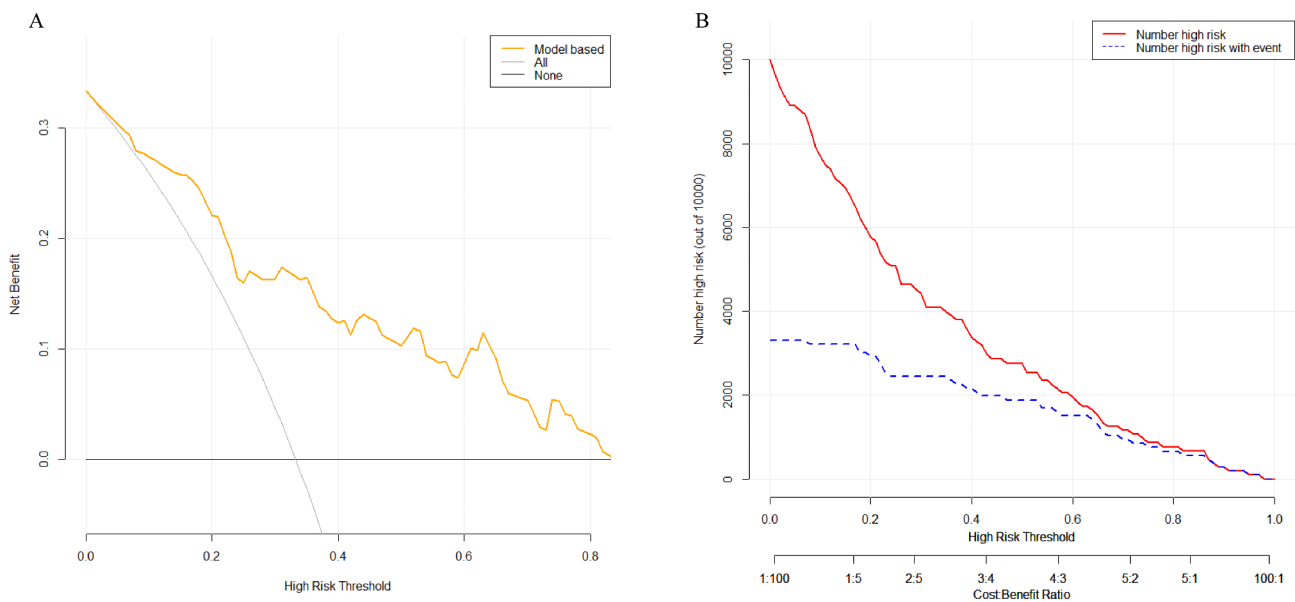 A
Model based
All
None
Net Benefit
0.3
0.2
0.1
0.0
0.0 0.2 0.4 0.6 0.8
High Risk Threshold
B
Number high risk
Number high risk with event
Number high risk (out of 10000)
10000
8000
6000
4000
2000
0
0.0 0.2 0.4 0.6 0.8 1.0
High Risk Threshold
1:100 1:5 2:5 3:4 4:3 5:2 5:1 100:1
Cost:Benefit Ratio